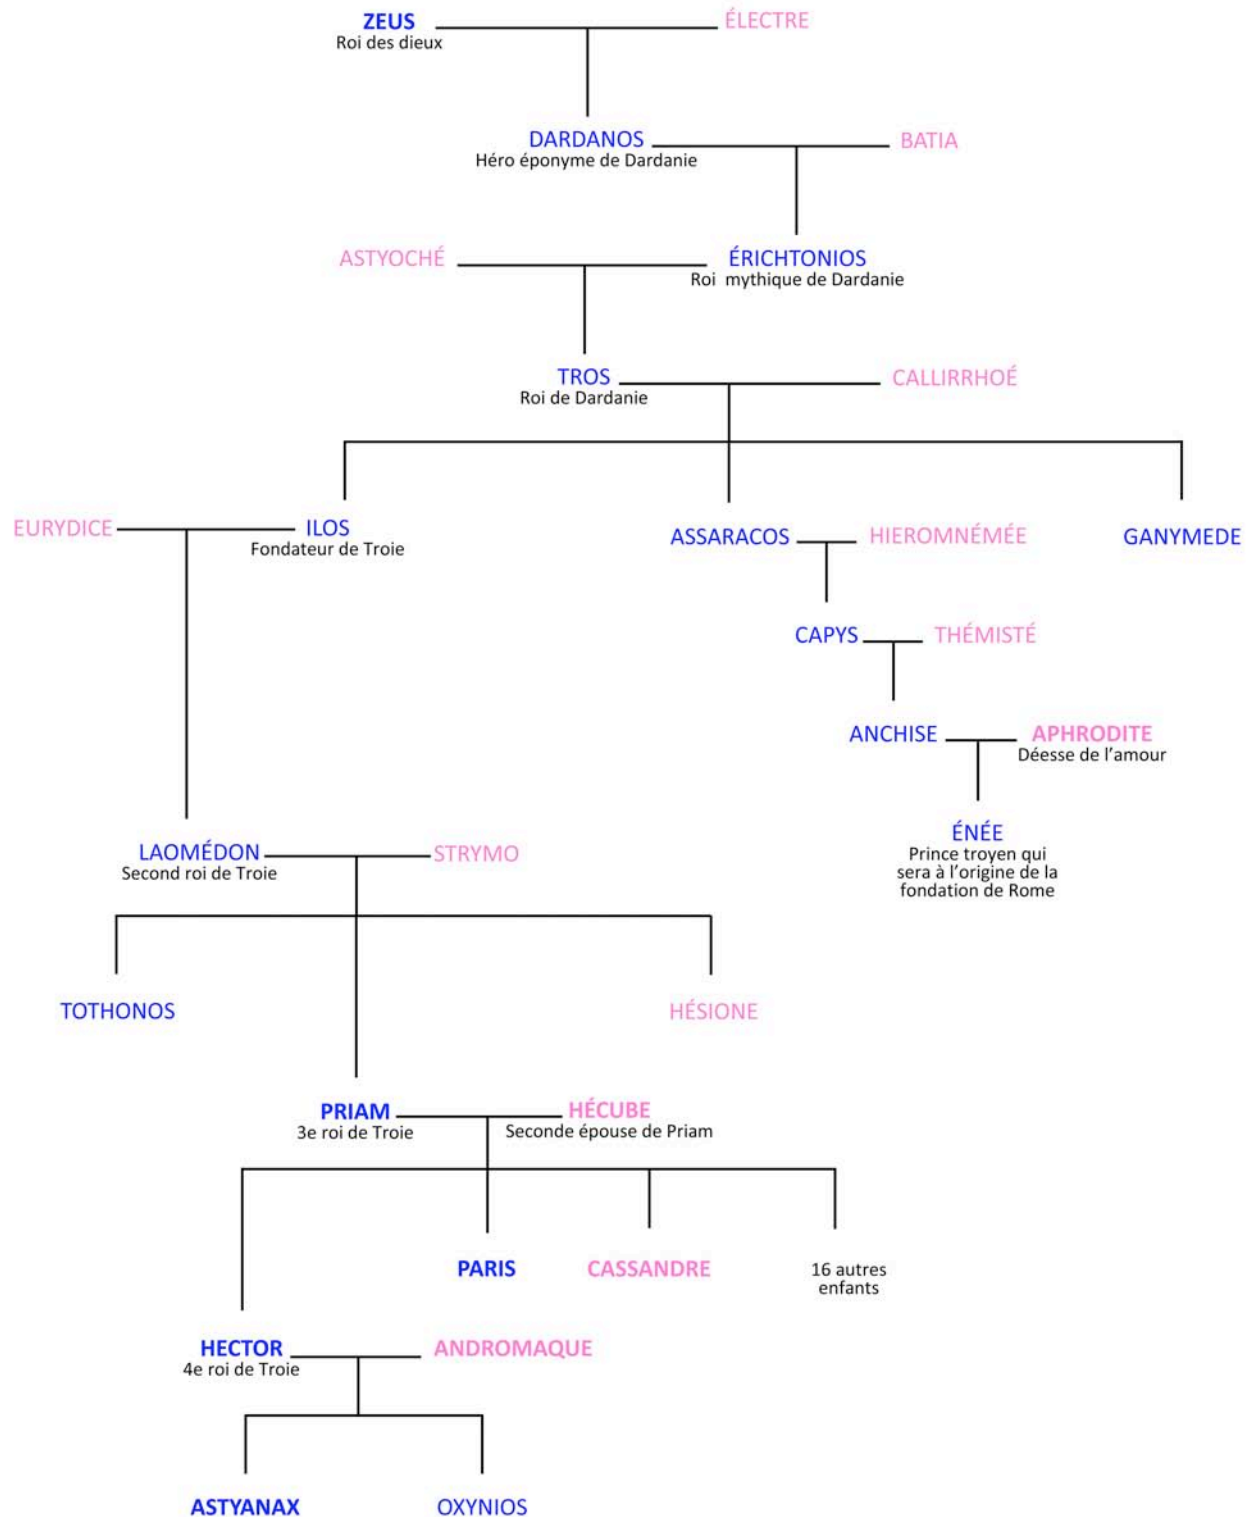 ZEUS
Roi des dieux
ÉLECTRE
DARDANOS
Héro éponyme de Dardanie
BATIA
ASTYOCHÉ
ÉRICHTONIOS
Roi mythique de Dardanie
TROS
Roi de Dardanie
CALLIRRHOÉ
EURYDICE
ILOS
Fondateur de Troie
ASSARACOS
HIEROMNÉMÉE
GANYMEDE
CAPYS
THÉMISTÉ
ANCHISE
APHRODITE
Déesse de l'amour
ÉNÉE
Prince troyen qui
sera à l'origine de la
fondation de Rome
LAOMÉDON
Second roi de Troie
STRYMO
TOTHONOS
HÉSIONE
PRIAM
3e roi de Troie
HÉCUBE
Seconde épouse de Priam
PARIS
CASSANDRE
16 autres
enfants
HECTOR
4e roi de Troie
ANDROMAQUE
ASTYANAX
OXYNIOS